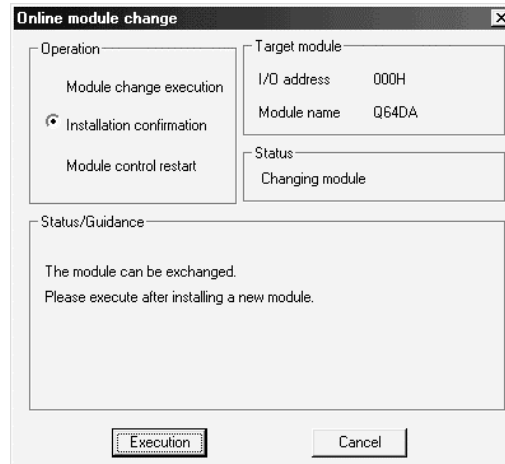 Online module change
Operation
Module change execution
Installation confirmation
Module control restart
Target module
I/O address 000H
Module name Q64DA
Status
Changing module
Status/Guidance
The module can be exchanged.
Please execute after installing a new module.
Execution Cancel